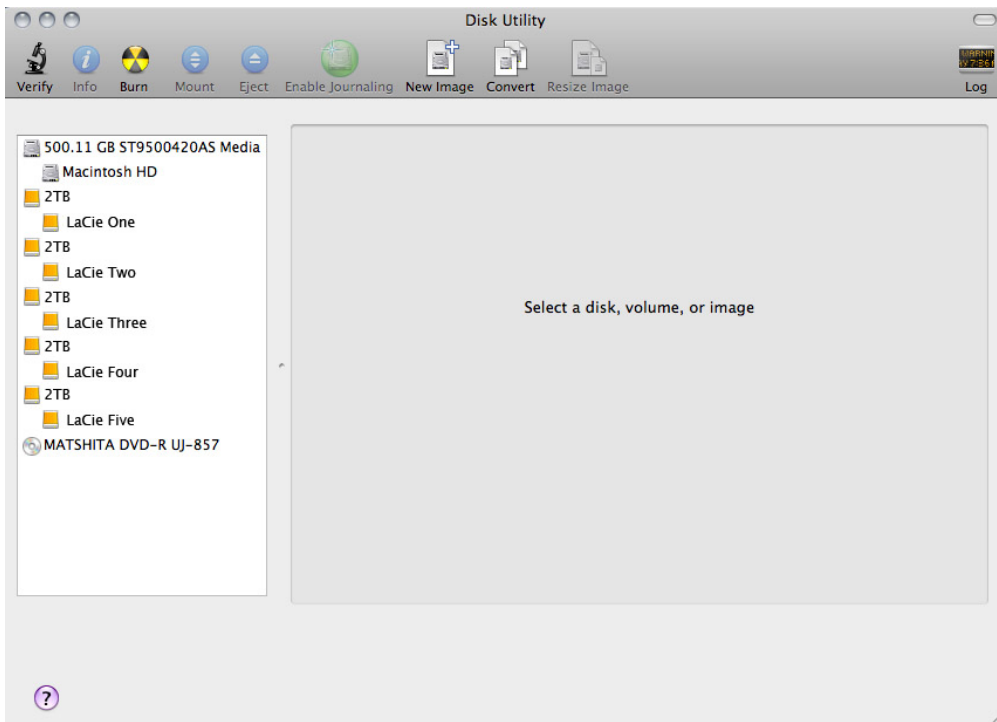 Disk Utility
Verify Info Burn Mount Eject Enable Journaling New Image Convert Resize Image Log
500.11 GB ST9500420AS Media
Macintosh HD
2TB
LaCie One
2TB
LaCie Two
2TB
LaCie Three
2TB
LaCie Four
2TB
LaCie Five
MATSHITA DVD-R UJ-857
Select a disk, volume, or image
?